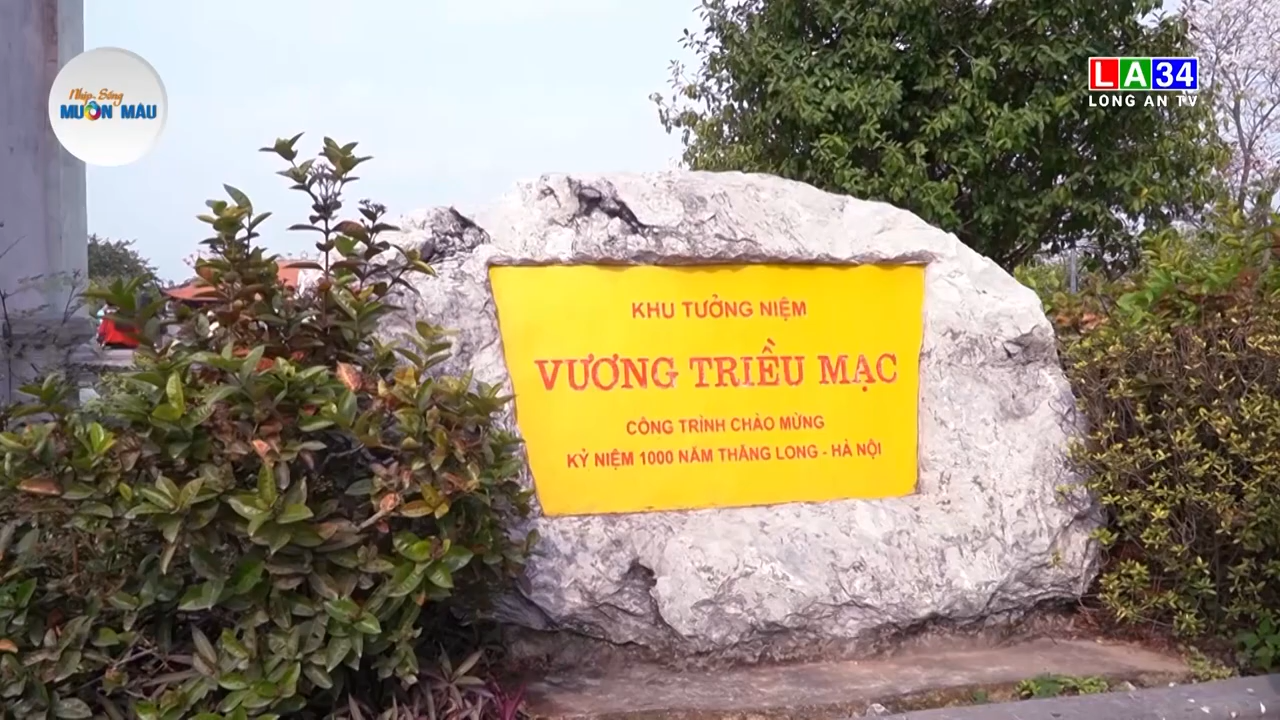 Nhịp Sống
MUÔN MÀU
LA34
LONG AN TV
KHU TƯỞNG NIỆM
VƯƠNG TRIỀU MẠC
CÔNG TRÌNH CHÀO MỪNG
KỶ NIỆM 1000 NĂM THĂNG LONG - HÀ NỘI